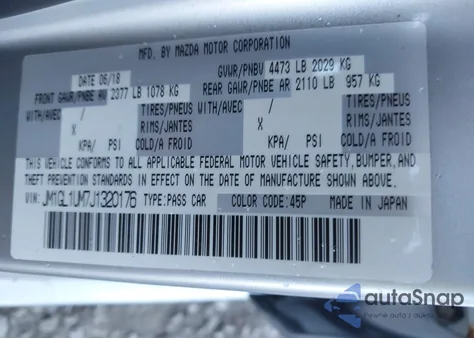 MFD. BY MAZDA MOTOR CORPORATION
DATE 06/18 GVWR/PNBV 4473 LB 2029 KG
FRONT GAWR/PNBE AV 2377 LB 1078 KG REAR GAWR/PNBE AR 2110 LB 957 KG
WITH/AVEC / TIRES/PNEUS WITH/AVEC / TIRES/PNEUS
X RIMS/JANTES X RIMS/JANTES
KPA/ PSI COLD/A FROID KPA/ PSI COLD/A FROID
THIS VEHICLE CONFORMS TO ALL APPLICABLE FEDERAL MOTOR VEHICLE SAFETY, BUMPER, AND
THEFT PREVENTION STANDARDS IN EFFECT ON THE DATE OF MANUFACTURE SHOWN ABOVE.
VIN: JM1GL1UM7J1320176 TYPE: PASS CAR COLOR CODE: 45P MADE IN JAPAN
autoSnap
Pewne auto z USA